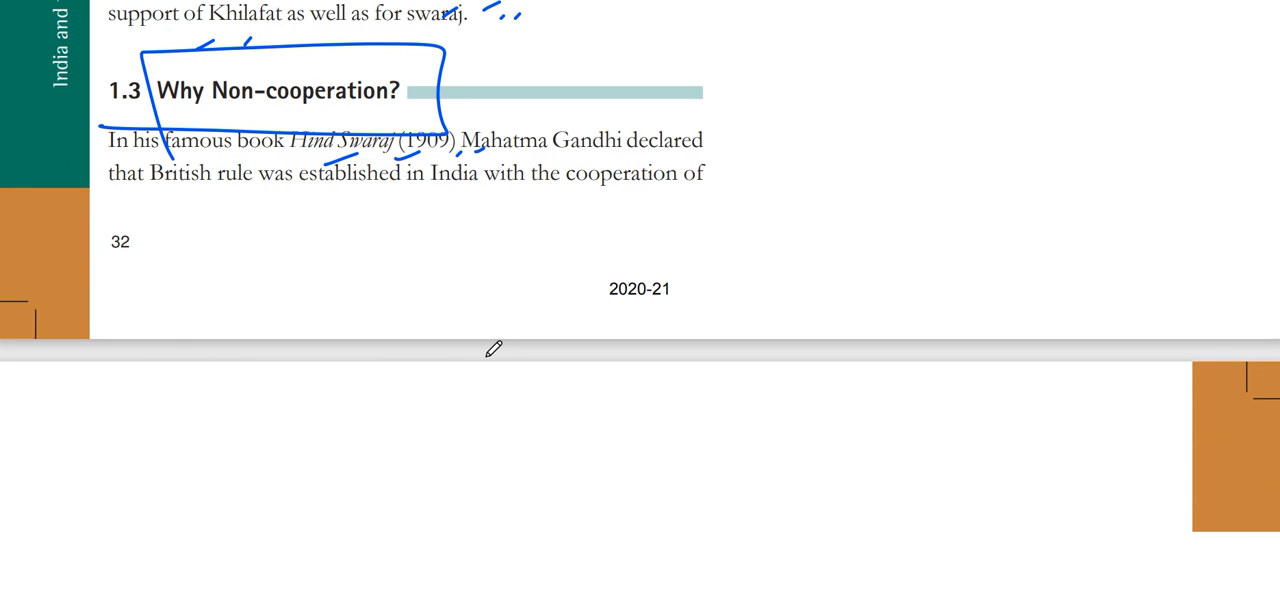 support of Khilafat as well as for swaraj.
India and
1.3 Why Non-cooperation?
In his famous book Hind Swaraj (1909) Mahatma Gandhi declared
that British rule was established in India with the cooperation of
32
2020-21